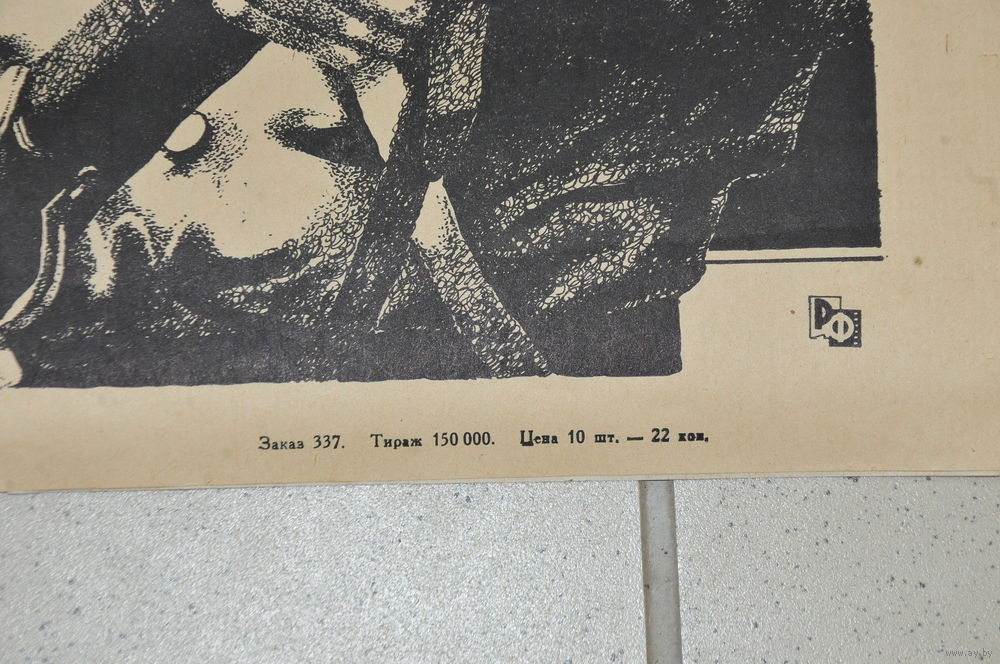 РФ
Заказ 337. Тираж 150 000. Цена 10 шт. — 22 коп.
www.ay.by